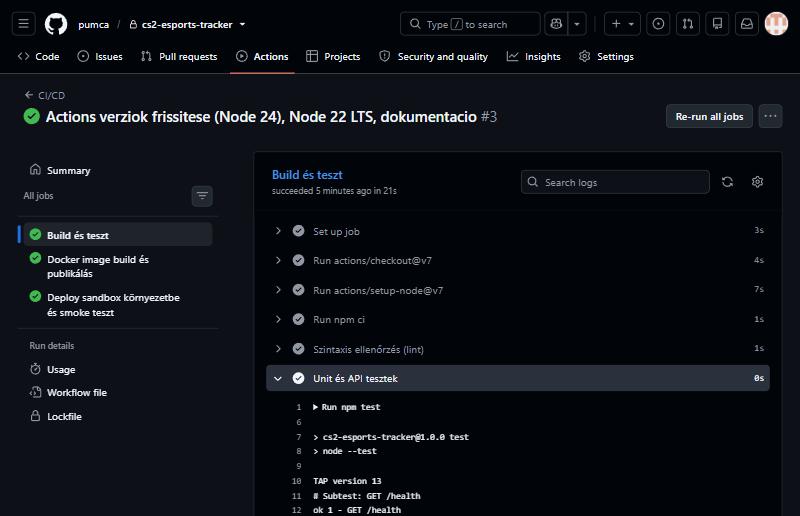 pumca / cs2-esports-tracker
Type / to search
Code Issues Pull requests Actions Projects Security and quality Insights Settings
CI/CD
Actions verziok frissitese (Node 24), Node 22 LTS, dokumentacio #3
Re-run all jobs
Summary
All jobs
Build és teszt
Docker image build és
publikálás
Deploy sandbox környezetbe
és smoke teszt
Run details
Usage
Workflow file
Lockfile
Build és teszt
succeeded 5 minutes ago in 21s
Search logs
Set up job 3s
Run actions/checkout@v7 4s
Run actions/setup-node@v7 7s
Run npm ci 1s
Szintaxis ellenőrzés (lint) 1s
Unit és API tesztek 0s
1 Run npm test
6
7 > cs2-esports-tracker@1.0.0 test
8 > node --test
9
10 TAP version 13
11 # Subtest: GET /health
12 ok 1 - GET /health